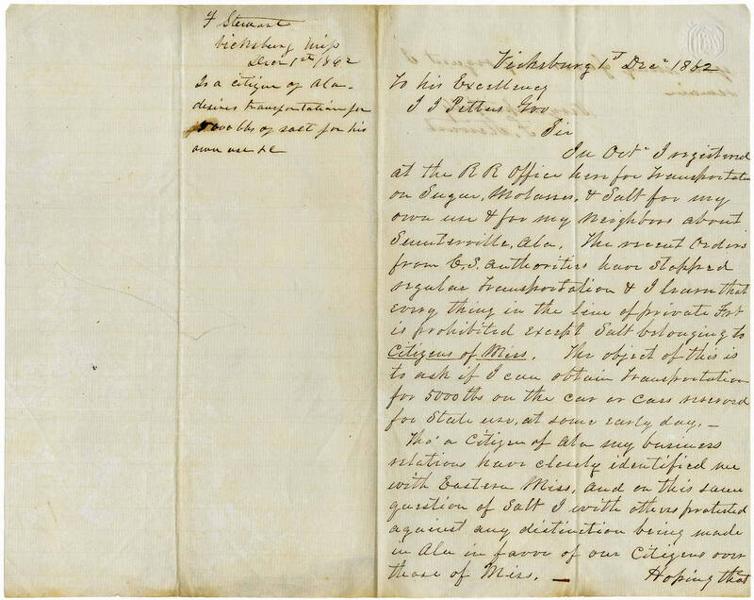 F Stewart
Vicksburg Miss
Decr 1st 1862
Is a citizen of Ala-
desires transportation for
5000 lbs of salt for his
own use &c
Vicksburg 1st Decr 1862
To his Excellency
J J Pettus Gov
Sir
In Octr I registered
at the RR Office here for Transportatn
on Sugar, Molasses, & Salt for my
own use & for my neighbors about
Sumterville, Ala. The recent Orders
from C.S. authorities have stopped
regular Transportation & I learn that
every thing in the line of private Frt
is prohibited except Salt belonging to
Citizens of Miss. The object of this is
to ask if I can obtain Transportation
for 5000 lbs on the car or cars reserved
for State use, at some early day. —
Tho' a Citizen of Ala my business
relations have closely identified me
with Eastern Miss, and on this same
question of Salt I with others protested
against any distinction being made
in Ala in favor of our Citizens over
those of Miss. — Hoping that